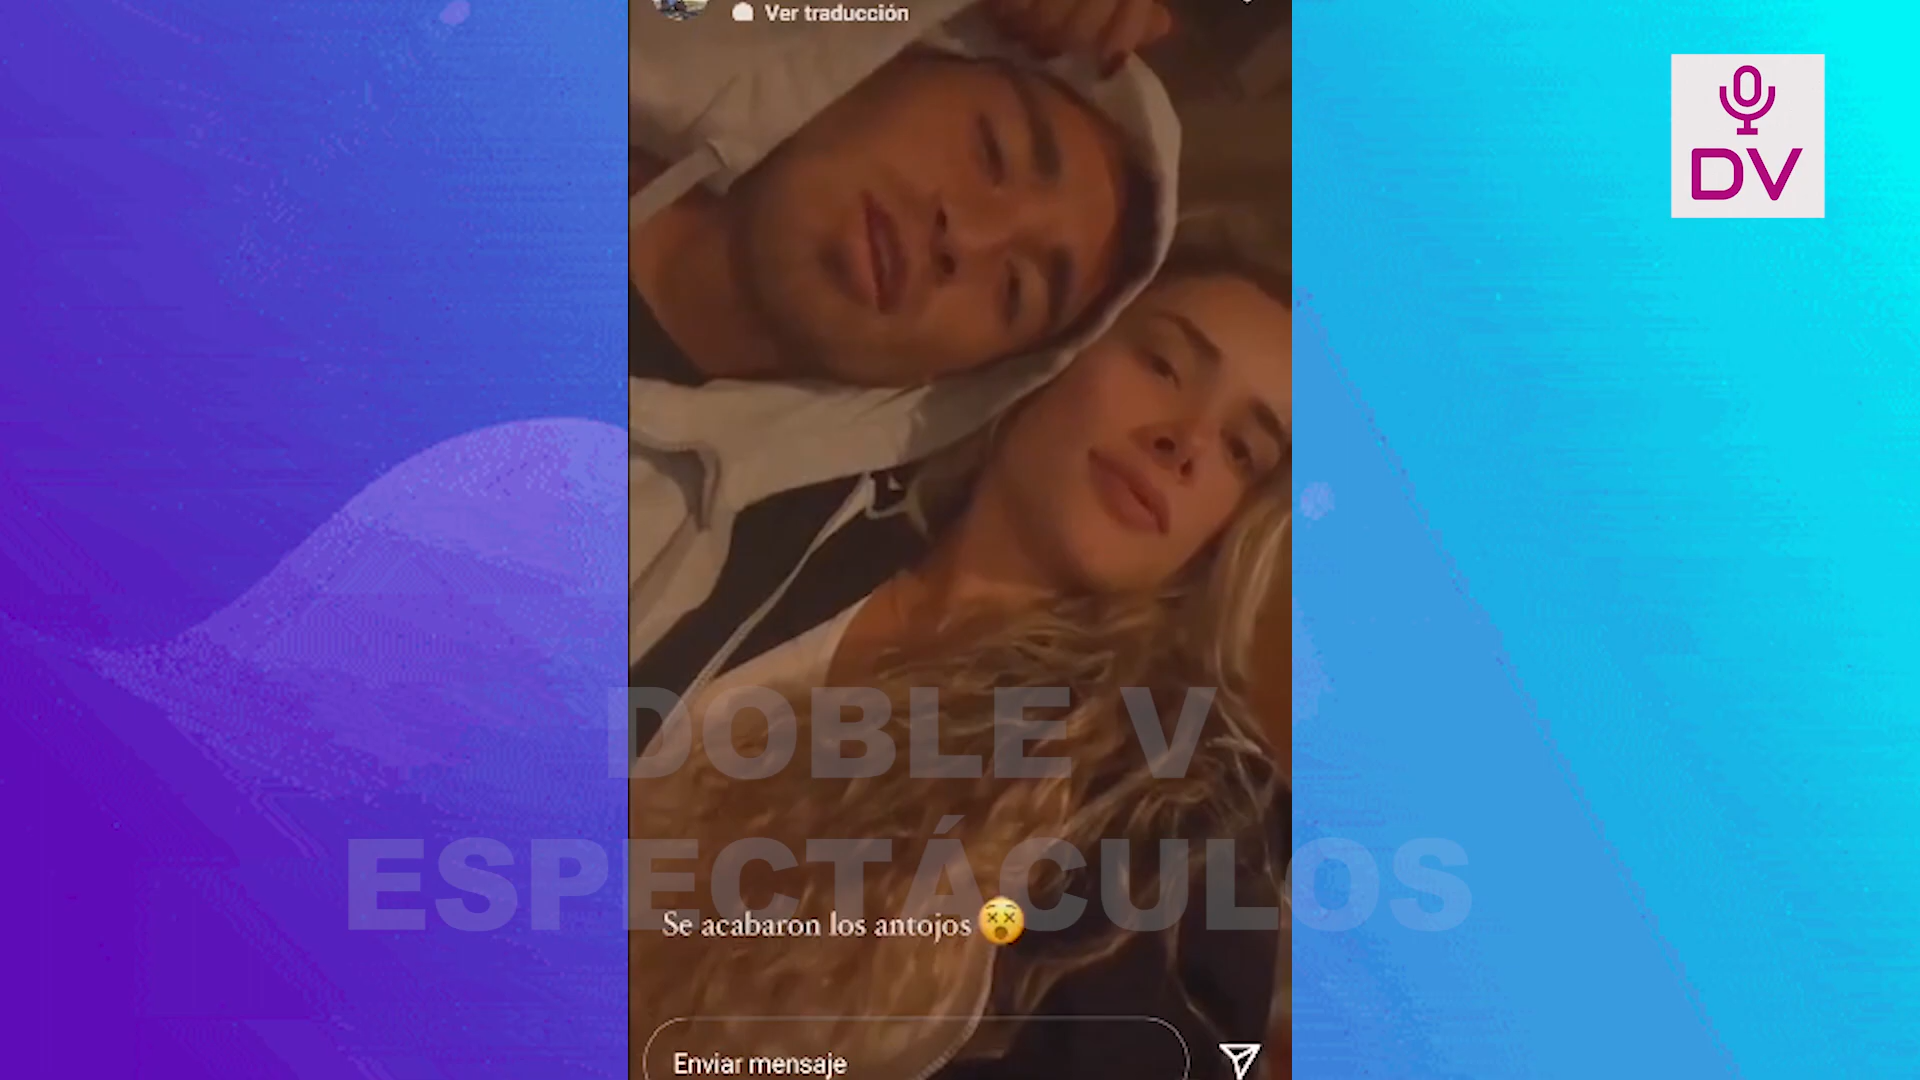 Ver traducción
DV
DOBLE V
ESPECTÁCULOS
Se acabaron los antojos 😵
Enviar mensaje